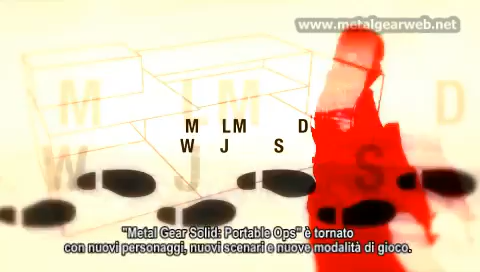 www.metalgearweb.net
M LM D
M LM D
W J S
W J S
"Metal Gear Solid: Portable Ops" è tornato
con nuovi personaggi, nuovi scenari e nuove modalità di gioco.